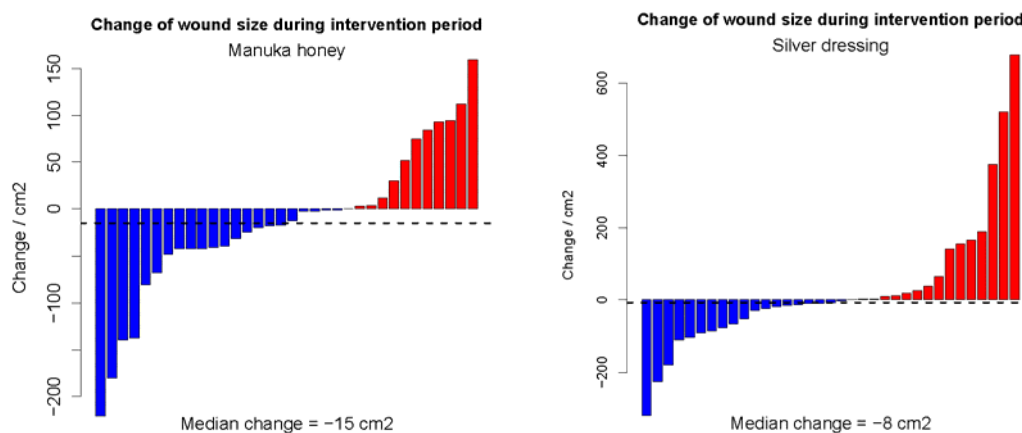 Change of wound size during intervention period
Manuka honey
Change / cm2
150
100
50
0
−100
−200
Median change = −15 cm2
Change of wound size during intervention period
Silver dressing
Change / cm2
600
400
200
0
−200
Median change = −8 cm2